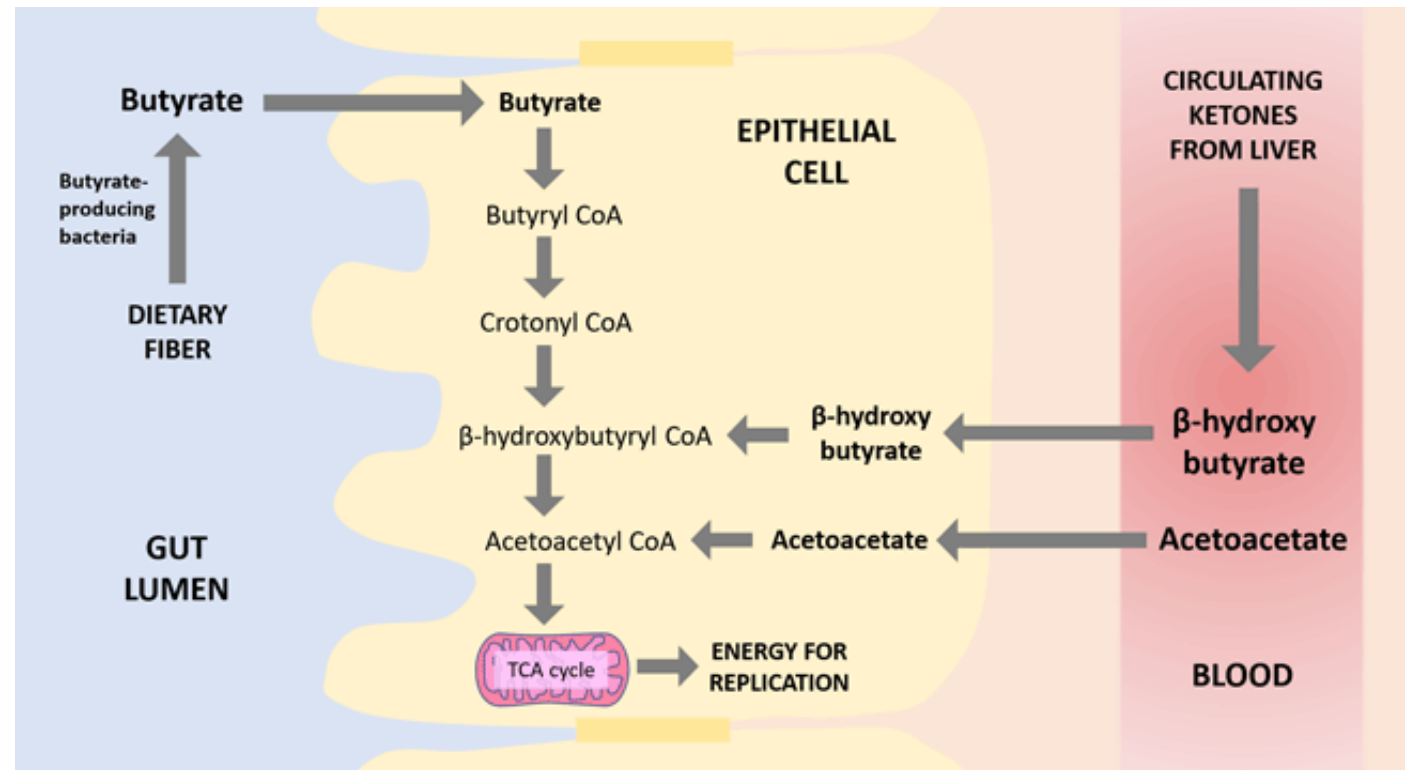 Butyrate
Butyrate-
producing
bacteria
DIETARY
FIBER
GUT
LUMEN
Butyrate
EPITHELIAL
CELL
Butyryl CoA
Crotonyl CoA
β-hydroxybutyryl CoA
β-hydroxy
butyrate
Acetoacetyl CoA
Acetoacetate
TCA cycle
ENERGY FOR
REPLICATION
CIRCULATING
KETONES
FROM LIVER
β-hydroxy
butyrate
Acetoacetate
BLOOD